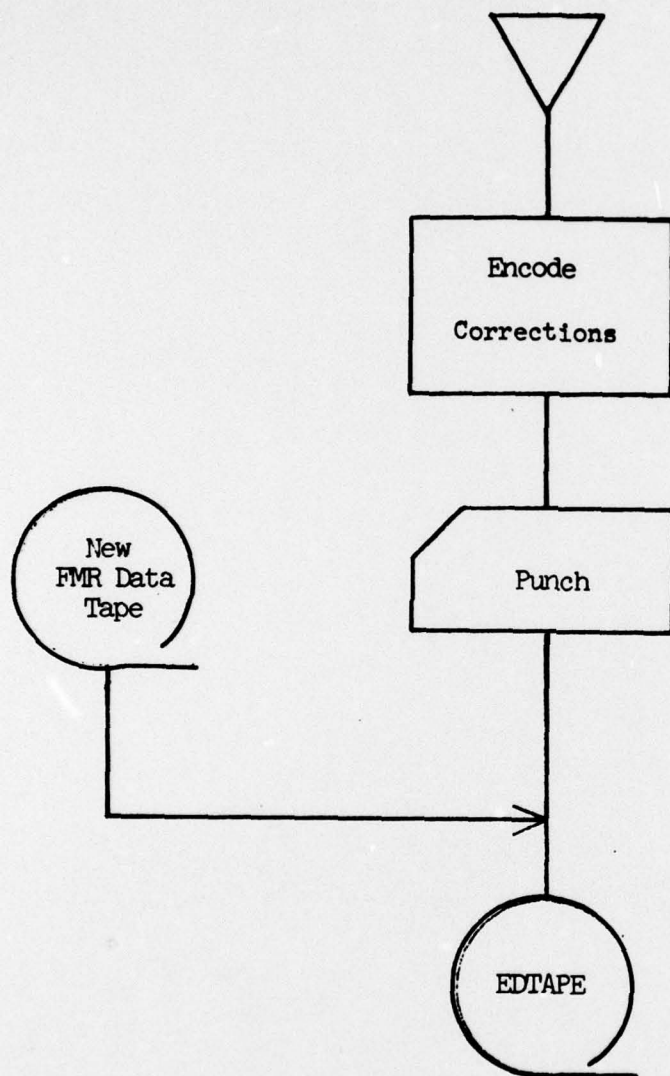 Encode
Corrections
New
FMR Data
Tape
Punch
EDTAPE